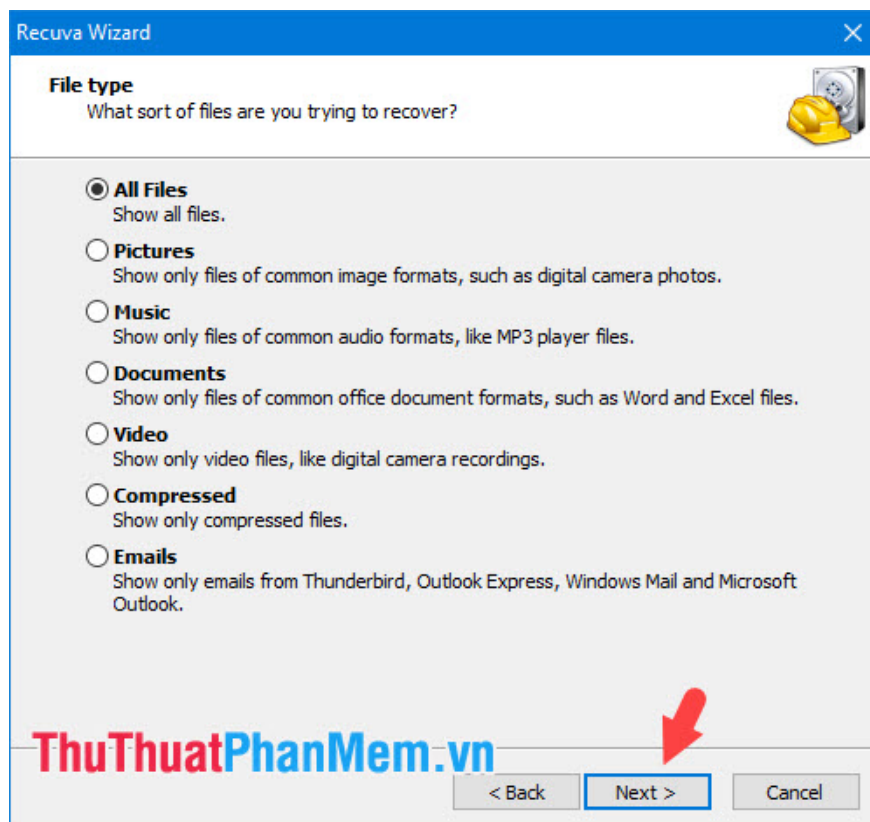 Recuva Wizard
File type
What sort of files are you trying to recover?
All Files
Show all files.
Pictures
Show only files of common image formats, such as digital camera photos.
Music
Show only files of common audio formats, like MP3 player files.
Documents
Show only files of common office document formats, such as Word and Excel files.
Video
Show only video files, like digital camera recordings.
Compressed
Show only compressed files.
Emails
Show only emails from Thunderbird, Outlook Express, Windows Mail and Microsoft
Outlook.
ThuThuatPhanMem.vn
< Back Next > Cancel